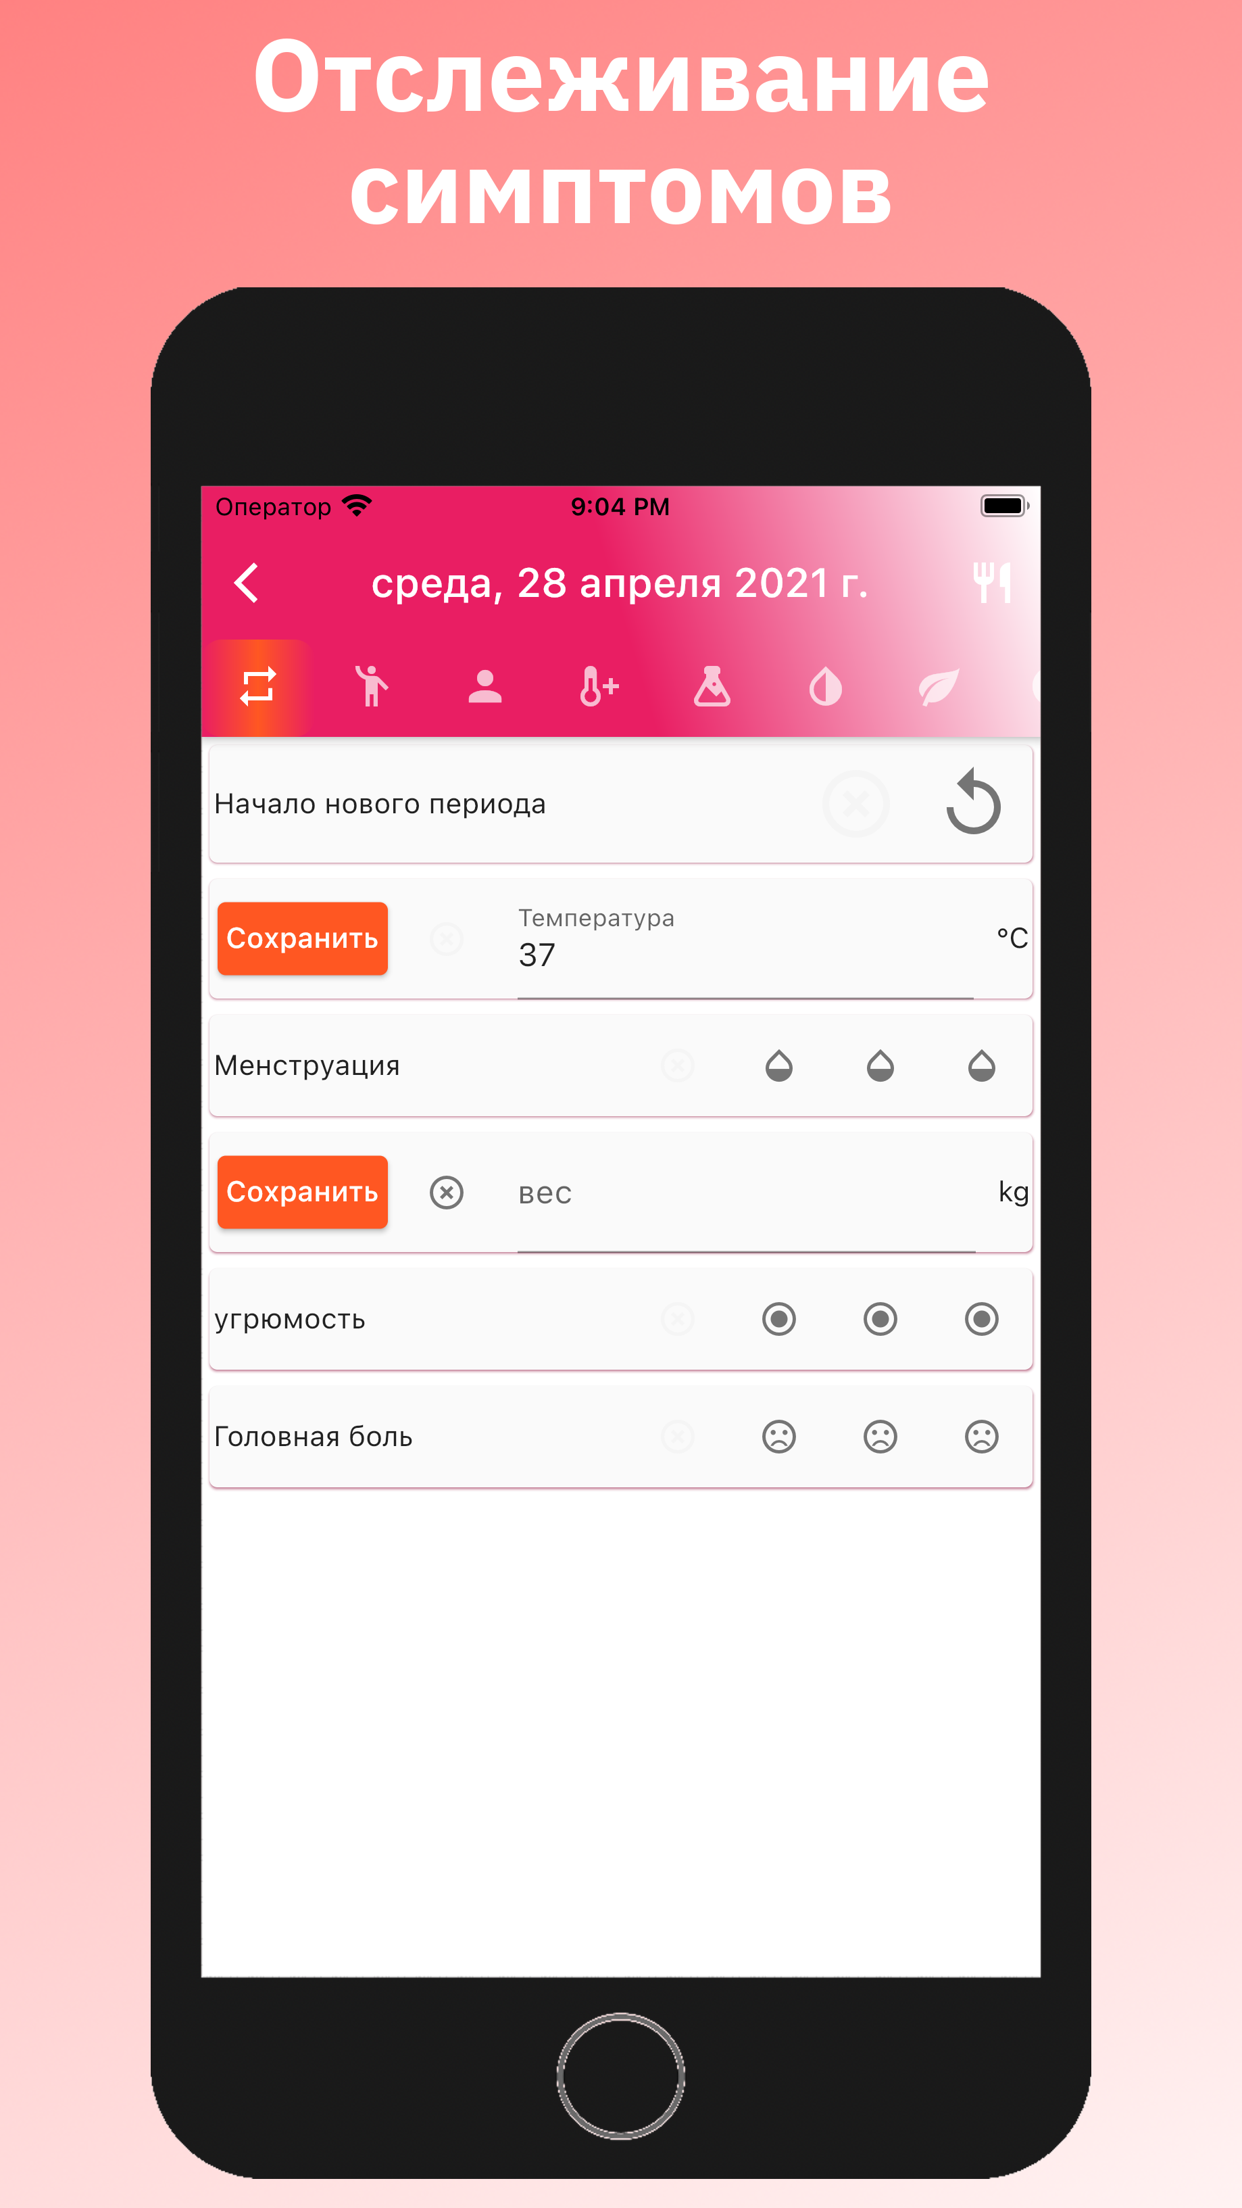 Отслеживание
симптомов
Оператор 9:04 PM
среда, 28 апреля 2021 г.
Начало нового периода
Сохранить
Температура
37
°C
Менструация
Сохранить
вес
kg
угрюмость
Головная боль